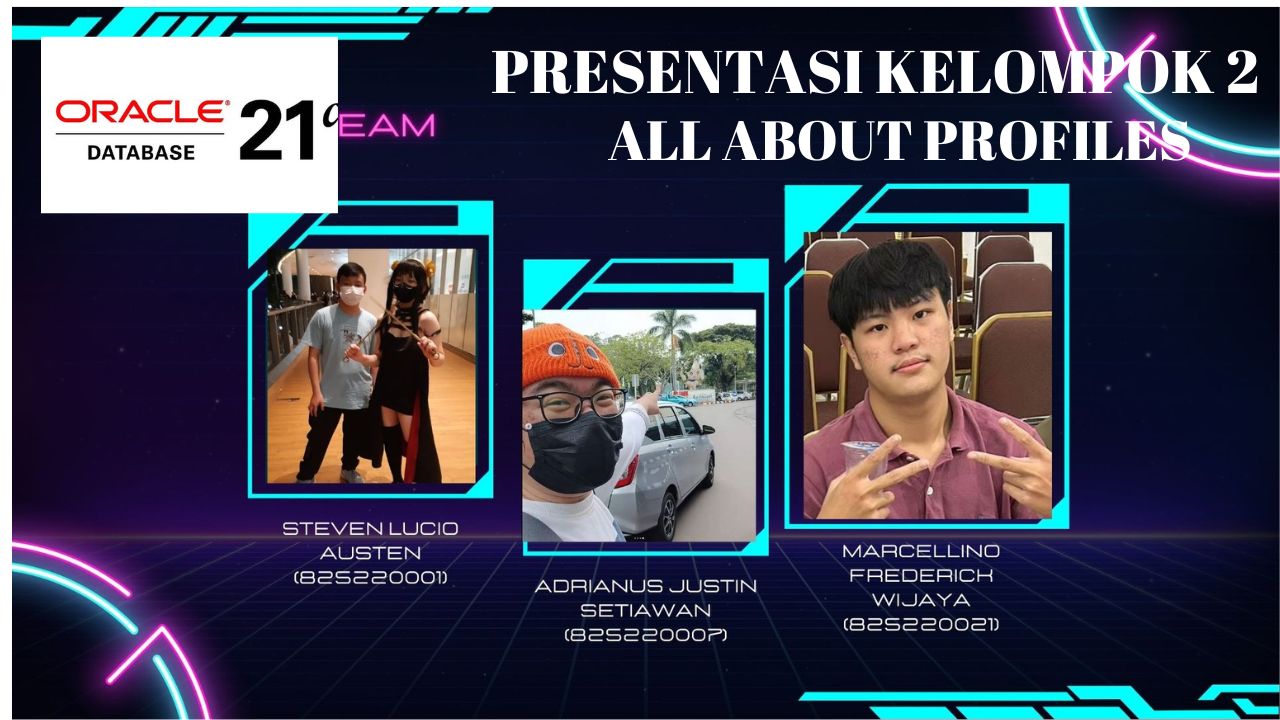 PRESENTASI KELOMPOK 2
ALL ABOUT PROFILES
ORACLE®
DATABASE
21c
EAM
STEVEN LUCIO
AUSTEN
(825220001)
ADRIANUS JUSTIN
SETIAWAN
(825220007)
MARCELLINO
FREDERICK
WIJAYA
(825220021)